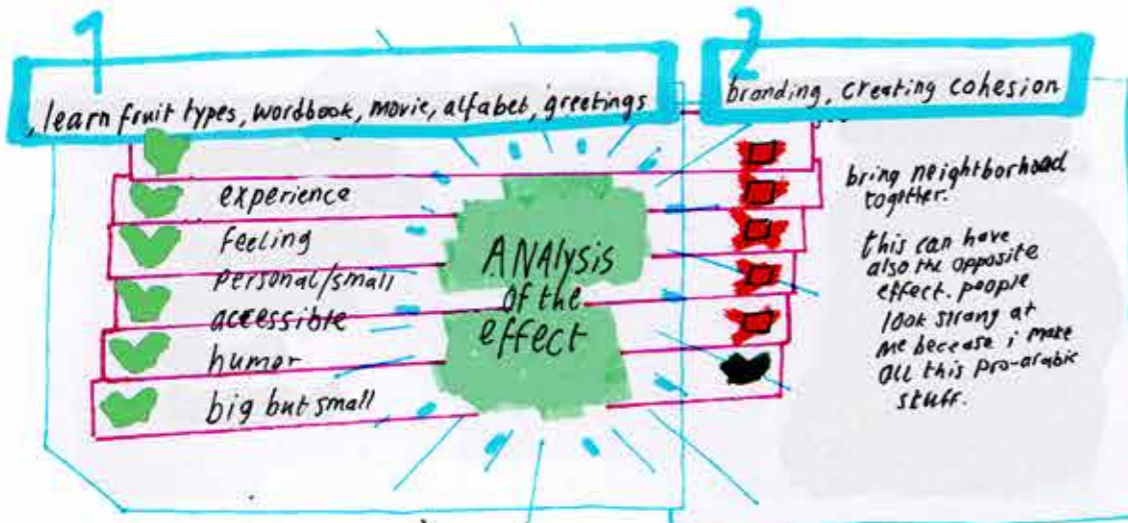 1
, learn fruit types, wordbook, movie, alfabet, greetings
experience
feeling
personal/small
accessible
humor
big but small
ANAlysis
of the
effect
2
branding, creating cohesion
bring neightborhood
together.
this can have
also the opposite
effect. people
look strang at
me becease i make
all this pro-arabic
stuff.